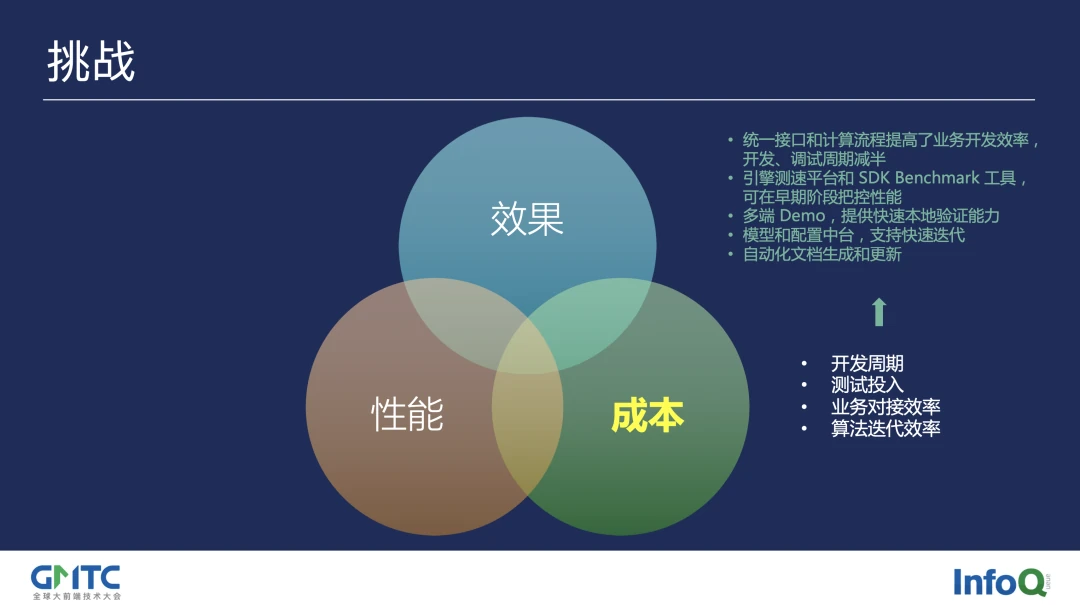 挑战
效果
性能
成本
• 统一接口和计算流程提高了业务开发效率，
开发、调试周期减半
• 引擎测速平台和 SDK Benchmark 工具，
可在早期阶段把控性能
• 多端 Demo，提供快速本地验证能力
• 模型和配置中台，支持快速迭代
• 自动化文档生成和更新
• 开发周期
• 测试投入
• 业务对接效率
• 算法迭代效率
GMTC
全球大前端技术大会
InfoQ